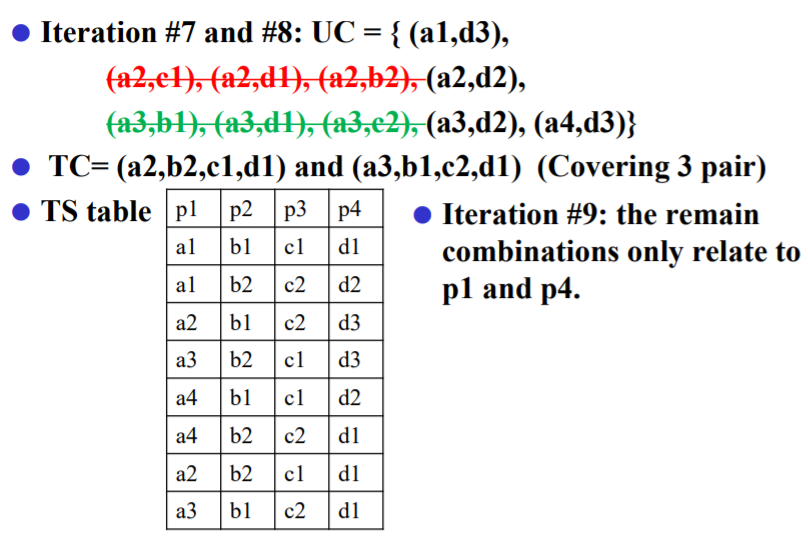 ● Iteration #7 and #8: UC = { (a1,d3),
(a2,c1), (a2,d1), (a2,b2), (a2,d2),
(a3,b1), (a3,d1), (a3,c2), (a3,d2), (a4,d3)}
● TC= (a2,b2,c1,d1) and (a3,b1,c2,d1) (Covering 3 pair)
● TS table
p1 p2 p3 p4
a1 b1 c1 d1
a1 b2 c2 d2
a2 b1 c2 d3
a3 b2 c1 d3
a4 b1 c1 d2
a4 b2 c2 d1
a2 b2 c1 d1
a3 b1 c2 d1
● Iteration #9: the remain
combinations only relate to
p1 and p4.